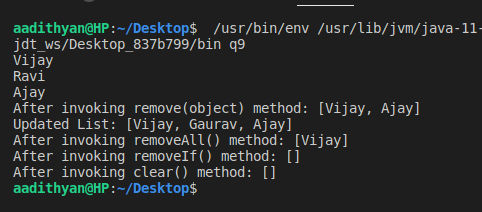 aadithyan@HP:~/Desktop$  /usr/bin/env /usr/lib/jvm/java-11-
jdt_ws/Desktop_837b799/bin q9
Vijay
Ravi
Ajay
After invoking remove(object) method: [Vijay, Ajay]
Updated List: [Vijay, Gaurav, Ajay]
After invoking removeAll() method: [Vijay]
After invoking removeIf() method: []
After invoking clear() method: []
aadithyan@HP:~/Desktop$